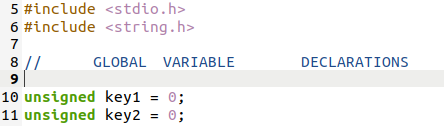 5 #include <stdio.h>
6 #include <string.h>
7
8 //      GLOBAL  VARIABLE        DECLARATIONS
9
10 unsigned key1 = 0;
11 unsigned key2 = 0;